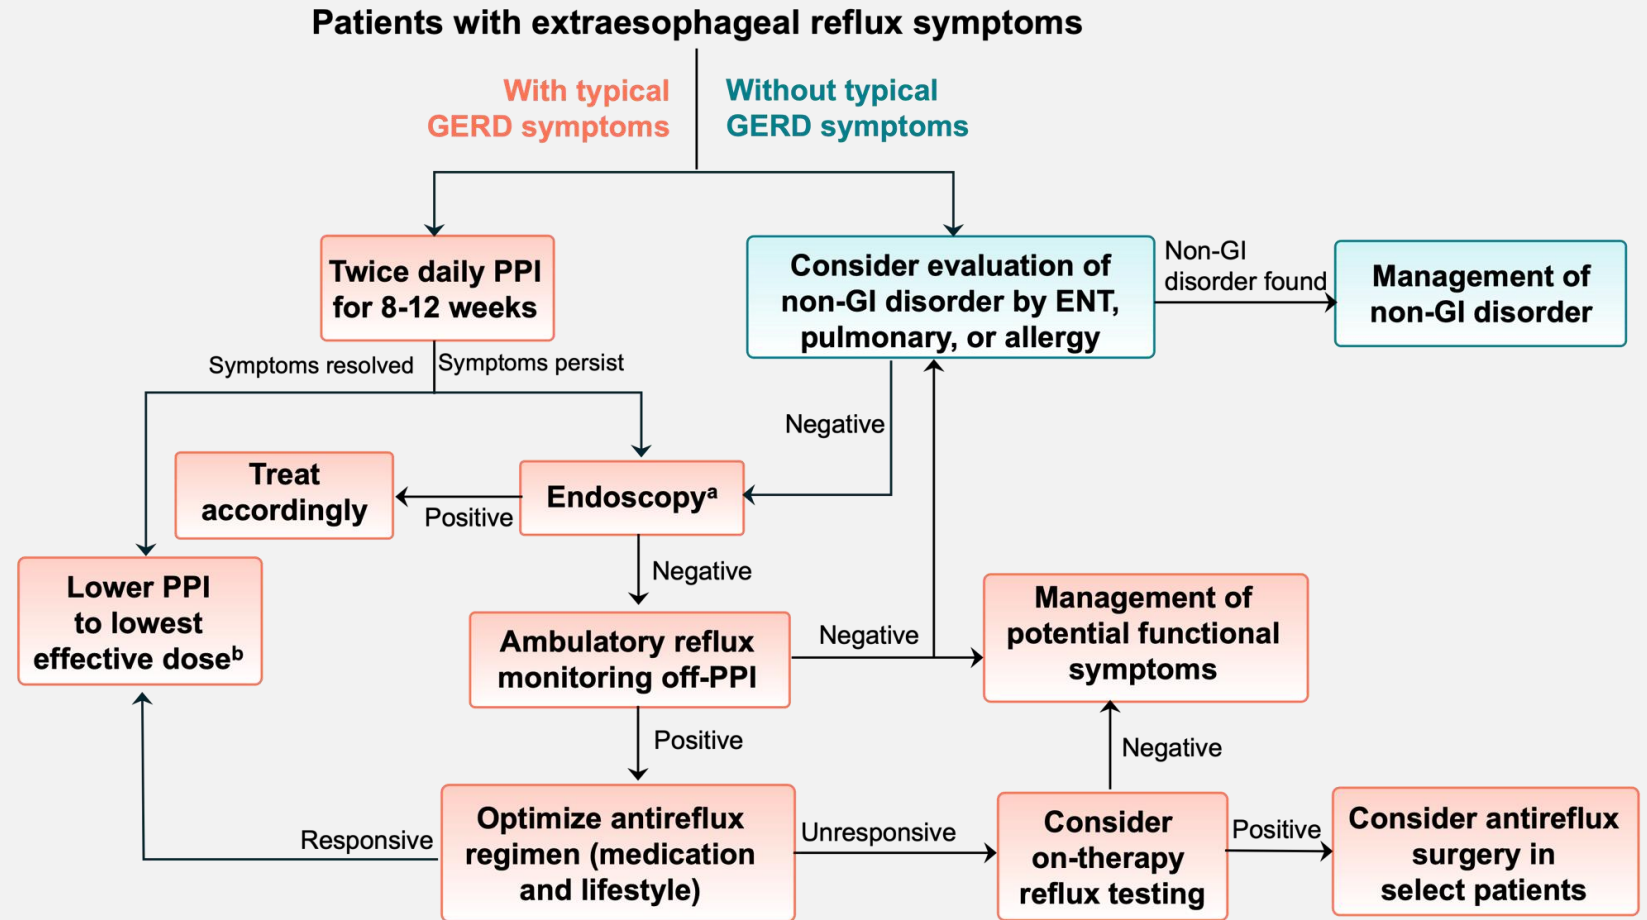 Patients with extraesophageal reflux symptoms
With typical
GERD symptoms
Without typical
GERD symptoms
Twice daily PPI
for 8-12 weeks
Consider evaluation of
non-GI disorder by ENT,
pulmonary, or allergy
Non-GI
disorder found
Management of
non-GI disorder
Symptoms resolved
Symptoms persist
Negative
Treat
accordingly
Positive
Endoscopyᵃ
Negative
Lower PPI
to lowest
effective doseᵇ
Ambulatory reflux
monitoring off-PPI
Negative
Management of
potential functional
symptoms
Positive
Negative
Responsive
Optimize antireflux
regimen (medication
and lifestyle)
Unresponsive
Consider
on-therapy
reflux testing
Positive
Consider antireflux
surgery in
select patients